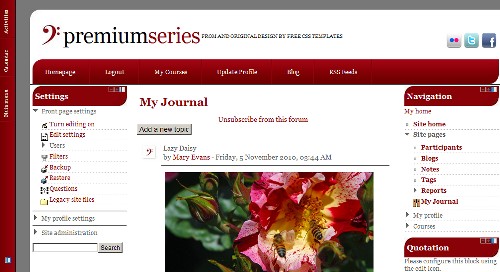 premiumseries FROM AND ORIGINAL DESIGN BY FREE CSS TEMPLATES
Homepage Logout My Courses Update Profile Blog RSS Feeds
Activities
Calendar
Settings
Front page settings
Turn editing on
Edit settings
Users
Filters
Backup
Restore
Questions
Legacy site files
My profile settings
Site administration
Search
My Journal
Unsubscribe from this forum
Add a new topic
Lazy Daisy
by Mary Evans - Friday, 5 November 2010, 03:44 AM
Navigation
My home
Site home
Site pages
Participants
Blogs
Notes
Tags
Reports
My Journal
My profile
Courses
Quotation
Please configure this block using
the edit icon.